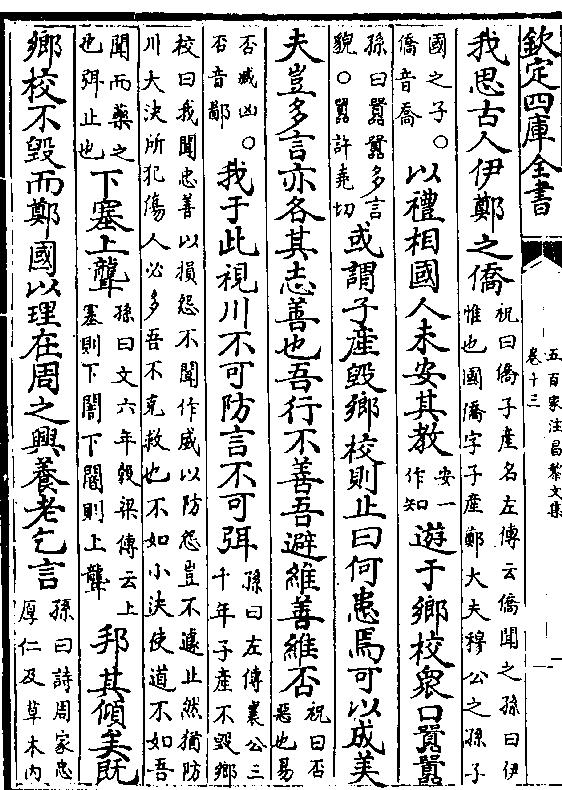 欽定四庫全書
五百家注昌黎文集
卷十三
我思古人伊鄭之僑
祝曰僑子產名左傳云僑聞之孫曰伊
惟也國僑字子產鄭大夫穆公之孫子
國之子○
僑音喬
以禮相國人未安其教
安一
作知
遊于鄉校衆口囂囂
孫曰囂囂多言
貌○囂許堯切
或謂子產毁鄉校則止曰何患焉可以成美
夫豈多言亦各其志善也吾行不善吾避維善維否
祝曰否
惡也易
否臧凶○
否音鄙
我于此視川不可防言不可弭
孫曰左傳襄公三
十年子產不毁鄉
校曰我聞忠善以損怨不聞作威以防怨豈不遽止然猶防
川大決所犯傷人必多吾不克救也不如小決使道不如吾
聞而藥之
也弭止也
下塞上聾
孫曰文六年榖梁傳云上
塞則下闇下闇則上聾
邦其傾矣既
鄉校不毁而鄭國以理在周之興養老乞言
孫曰詩周家忠
厚仁及草木内